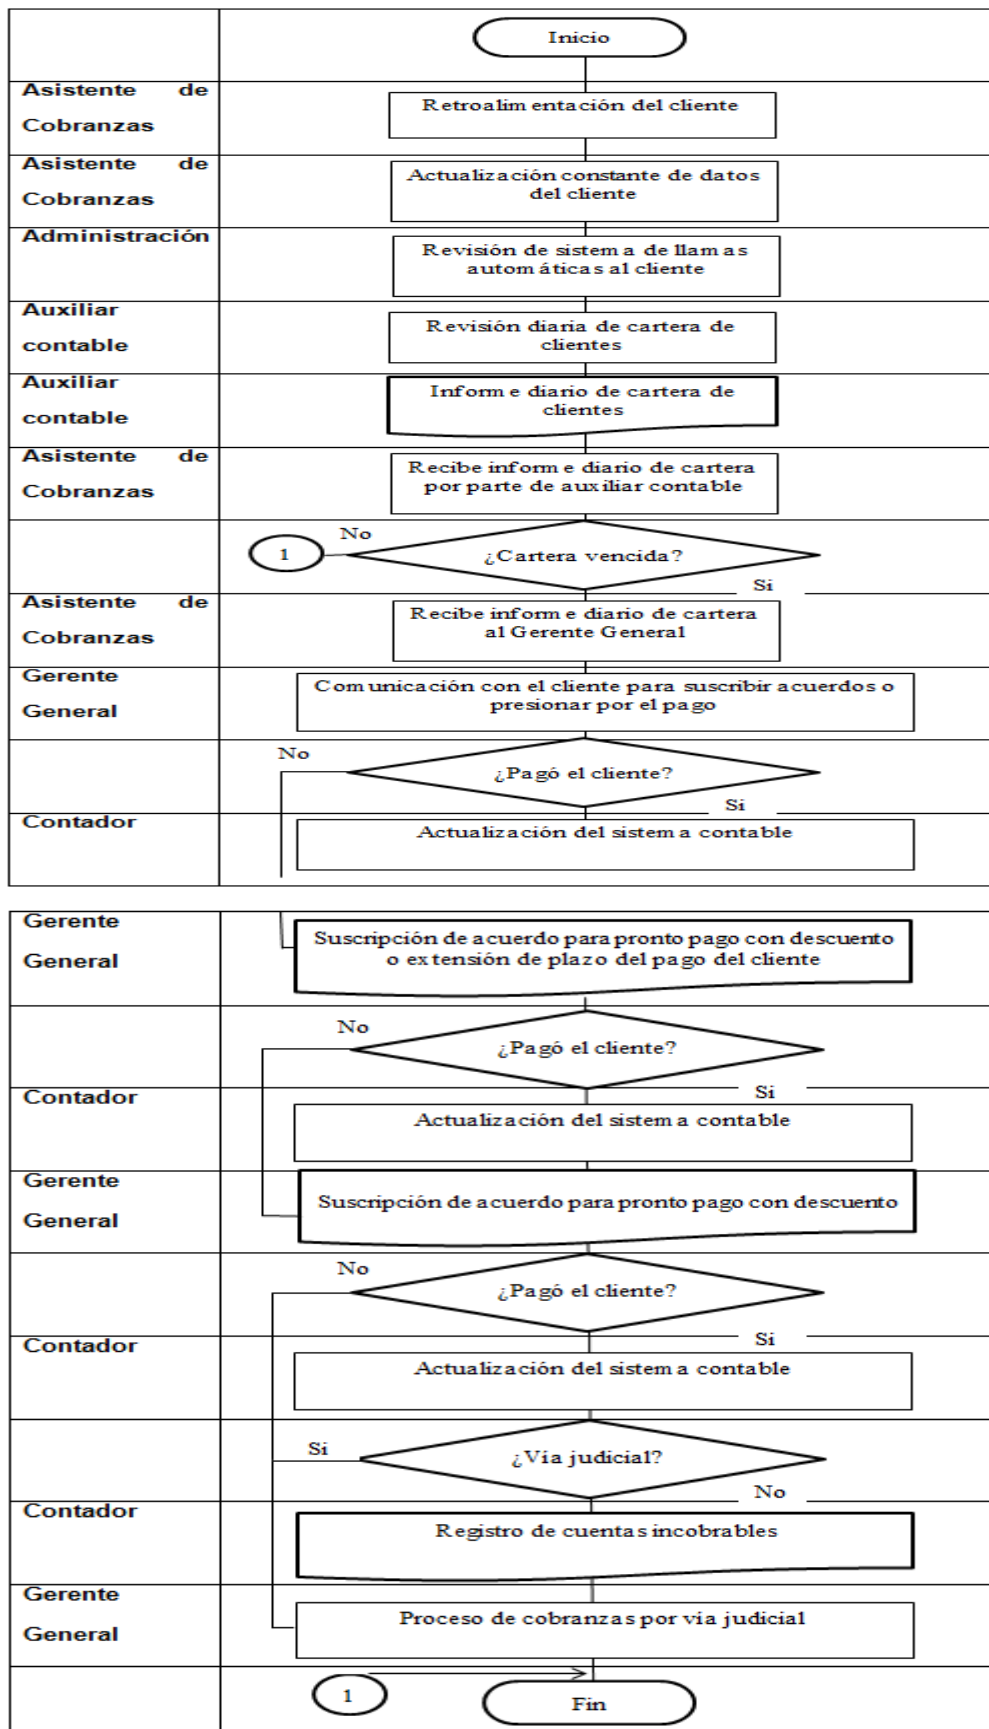 Inicio
Asistente de
Cobranzas
Retroalimentación del cliente
Asistente de
Cobranzas
Actualización constante de datos
del cliente
Administración
Revisión de sistema de llamas
automáticas al cliente
Auxiliar
contable
Revisión diaria de cartera de
clientes
Auxiliar
contable
Informe diario de cartera de
clientes
Asistente de
Cobranzas
Recibe informe diario de cartera
por parte de auxiliar contable
No
1
¿Cartera vencida?
Sí
Asistente de
Cobranzas
Recibe informe diario de cartera
al Gerente General
Gerente
General
Comunicación con el cliente para suscribir acuerdos o
presionar por el pago
No
¿Pagó el cliente?
Sí
Contador
Actualización del sistema contable
Gerente
General
Suscripción de acuerdo para pronto pago con descuento
o extensión de plazo del pago del cliente
No
¿Pagó el cliente?
Sí
Contador
Actualización del sistema contable
Gerente
General
Suscripción de acuerdo para pronto pago con descuento
No
¿Pagó el cliente?
Sí
Contador
Actualización del sistema contable
Sí
¿Vía judicial?
No
Contador
Registro de cuentas incobrables
Gerente
General
Proceso de cobranzas por vía judicial
1
Fin